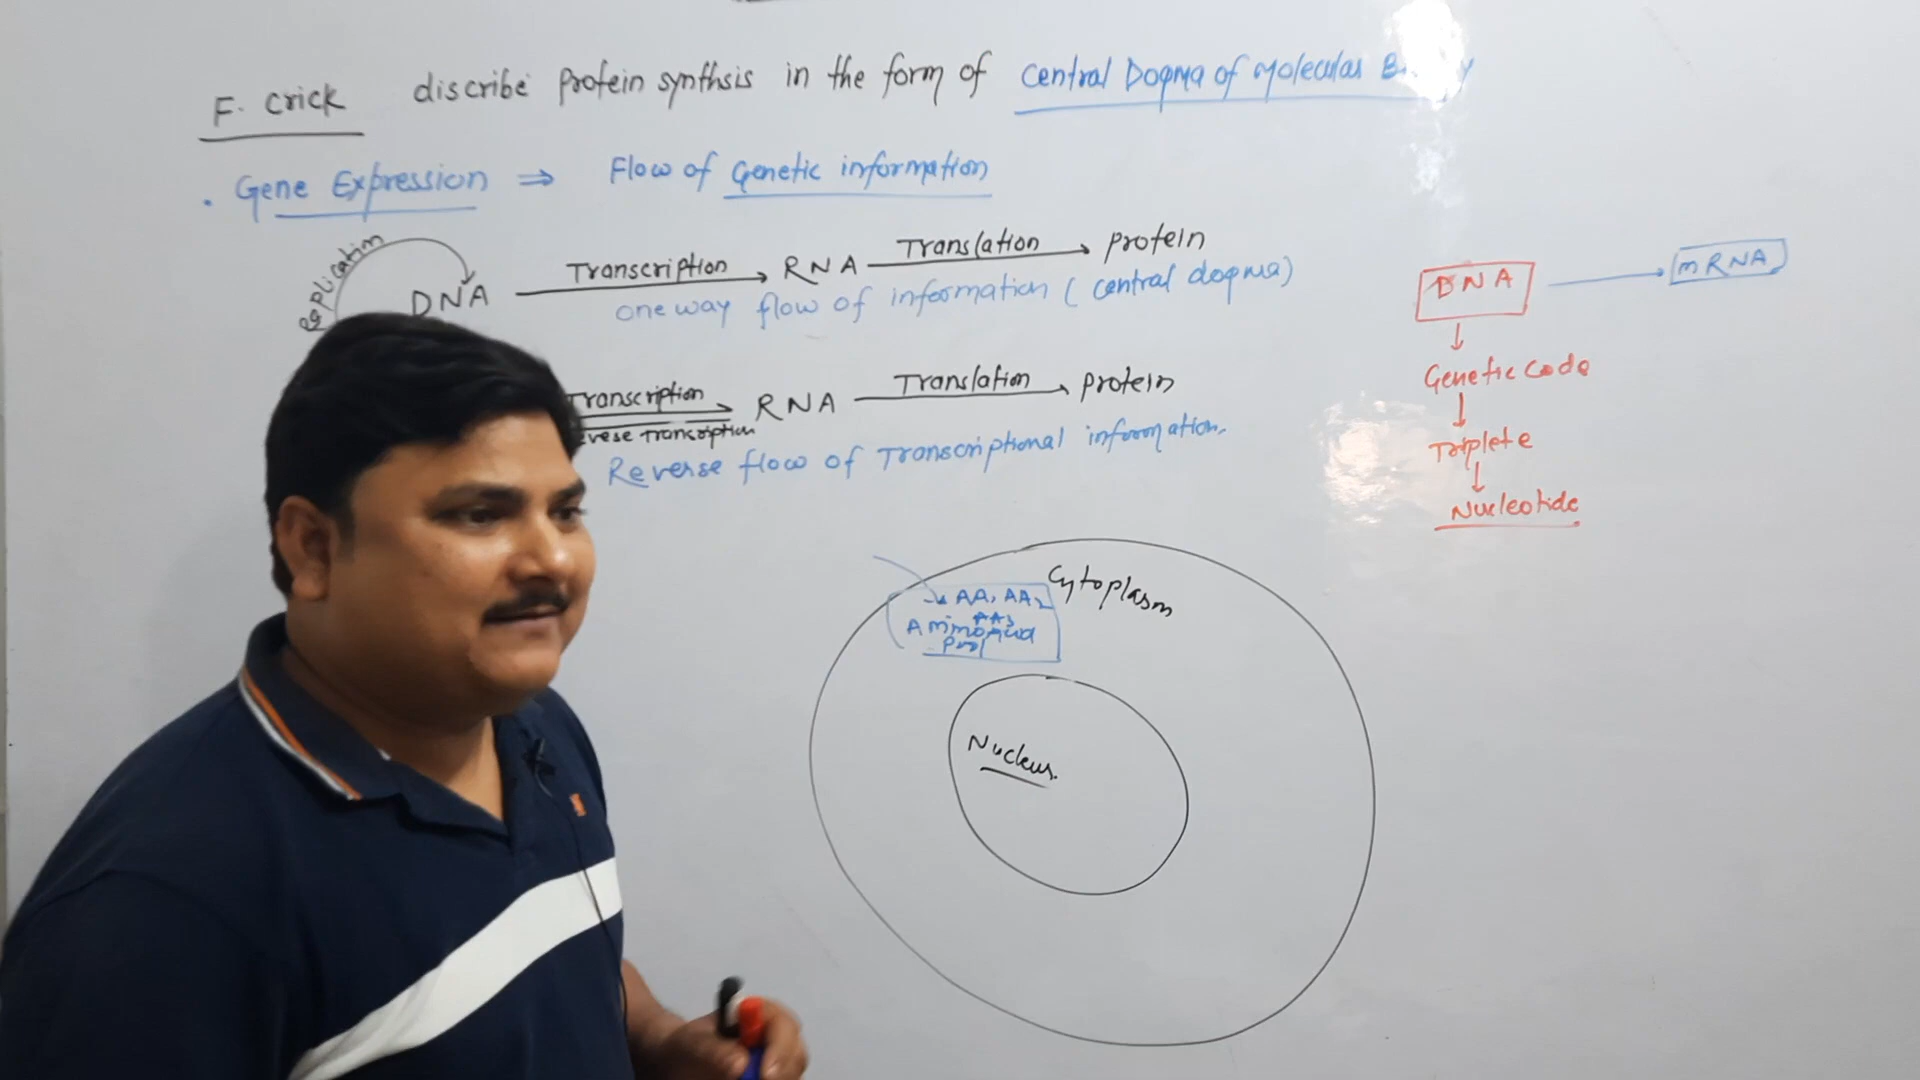 F. Crick discribe protein synthsis in the form of Central Dogma of Molecular
. Gene Expression ⇒ Flow of Genetic information
replication
DNA Transcription → RNA Translation → protein
one way flow of information ( central dogma)
Transcription RNA Translation → protein
transcription
Reverse flow of Transcriptional information.
DNA → mRNA
↓
Genetic Code
↓
Triplete
↓
Nucleotide
Cytoplasm
AA1 AA2
AA3
Amino Acid
Pool
Nucleus.